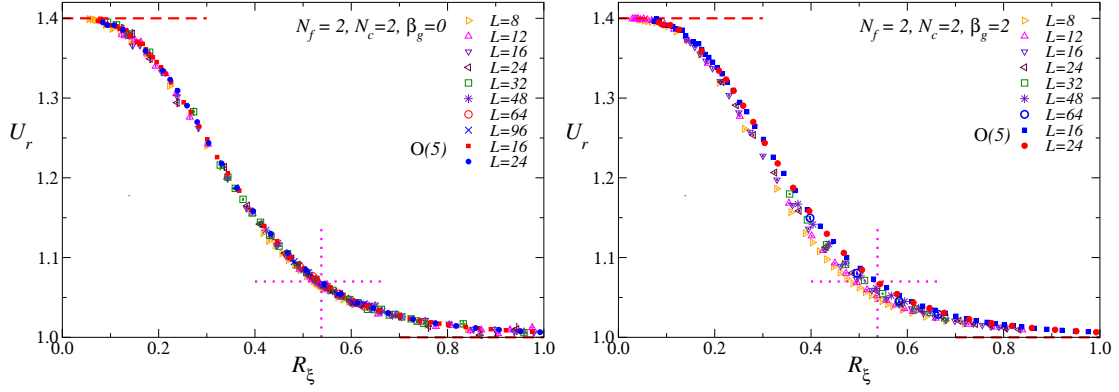 1.4
1.3
1.2
1.1
1.0
U_r
N_f = 2, N_c=2, β_g=0
L=8
L=12
L=16
L=24
L=32
L=48
L=64
L=96
O(5)
L=16
L=24
0.0
0.2
0.4
0.6
0.8
1.0
R_ξ
1.4
1.3
1.2
1.1
1.0
U_r
N_f = 2, N_c=2, β_g=2
L=8
L=12
L=16
L=24
L=32
L=48
L=64
O(5)
L=16
L=24
0.0
0.2
0.4
0.6
0.8
1.0
R_ξ